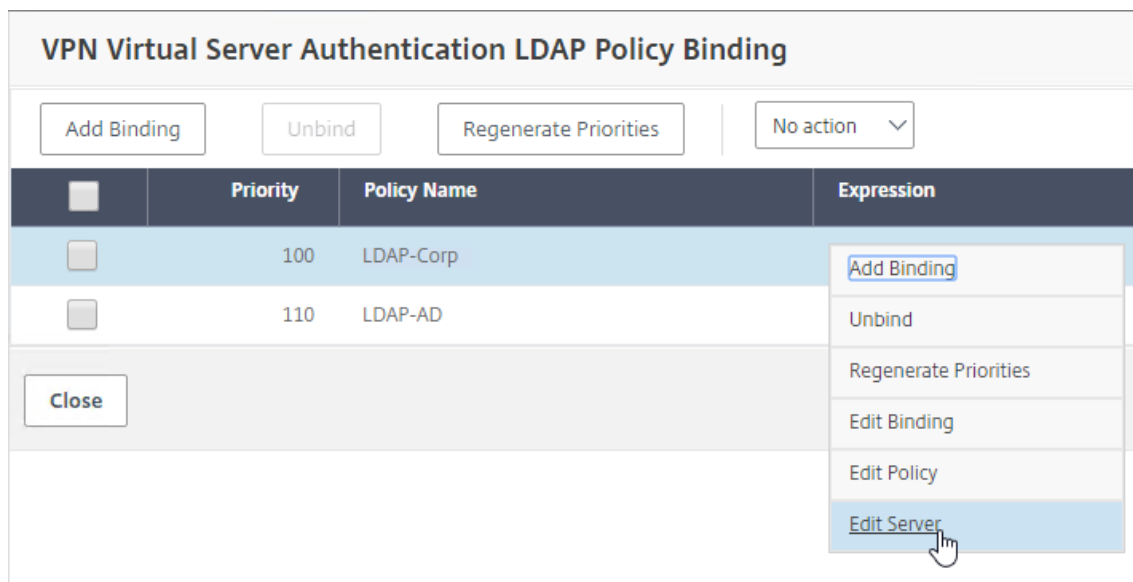 VPN Virtual Server Authentication LDAP Policy Binding
Add Binding Unbind Regenerate Priorities No action
Priority Policy Name Expression
100 LDAP-Corp
110 LDAP-AD
Add Binding
Unbind
Regenerate Priorities
Edit Binding
Edit Policy
Edit Server
Close